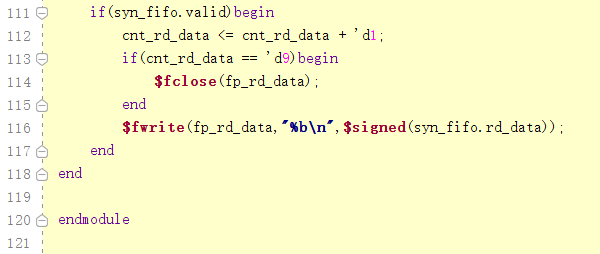 111 if(syn_fifo.valid)begin
112 cnt_rd_data <= cnt_rd_data + 'd1;
113 if(cnt_rd_data == 'd9)begin
114 $fclose(fp_rd_data);
115 end
116 $fwrite(fp_rd_data,"%b\n",$signed(syn_fifo.rd_data));
117 end
118 end
119
120 endmodule
121